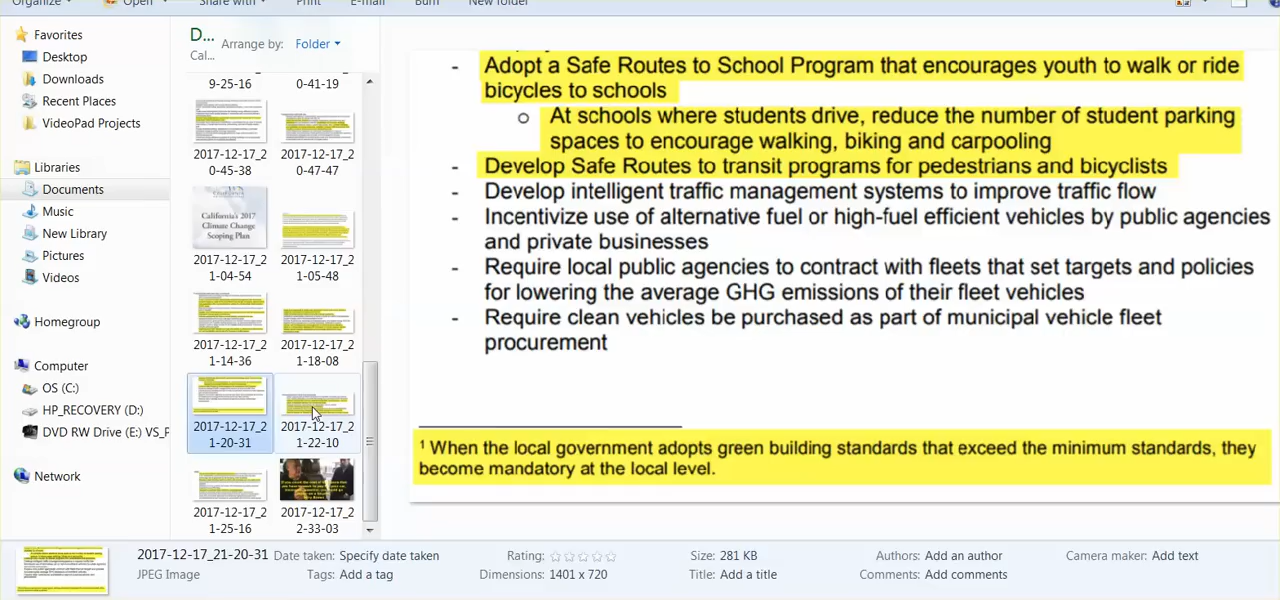 Organize
Open
Share with
Print
E-mail
Burn
New folder
Favorites
Desktop
Downloads
Recent Places
VideoPad Projects
Libraries
Documents
Music
New Library
Pictures
Videos
Homegroup
Computer
OS (C:)
HP_RECOVERY (D:)
DVD RW Drive (E:) VS_F
Network
D...
Cal...
Arrange by: Folder
9-25-16
0-41-19
2017-12-17_2
0-45-38
2017-12-17_2
0-47-47
California's 2017
Climate Change
Scoping Plan
2017-12-17_2
1-04-54
2017-12-17_2
1-05-48
2017-12-17_2
1-14-36
2017-12-17_2
1-18-08
2017-12-17_2
1-20-31
2017-12-17_2
1-22-10
2017-12-17_2
1-25-16
2017-12-17_2
2-33-03
- Adopt a Safe Routes to School Program that encourages youth to walk or ride
bicycles to schools
o At schools where students drive, reduce the number of student parking
spaces to encourage walking, biking and carpooling
- Develop Safe Routes to transit programs for pedestrians and bicyclists
- Develop intelligent traffic management systems to improve traffic flow
- Incentivize use of alternative fuel or high-fuel efficient vehicles by public agencies
and private businesses
- Require local public agencies to contract with fleets that set targets and policies
for lowering the average GHG emissions of their fleet vehicles
- Require clean vehicles be purchased as part of municipal vehicle fleet
procurement
1 When the local government adopts green building standards that exceed the minimum standards, they
become mandatory at the local level.
2017-12-17_21-20-31
JPEG Image
Date taken: Specify date taken
Tags: Add a tag
Rating:
Dimensions: 1401 x 720
Size: 281 KB
Title: Add a title
Authors: Add an author
Comments: Add comments
Camera maker: Add text